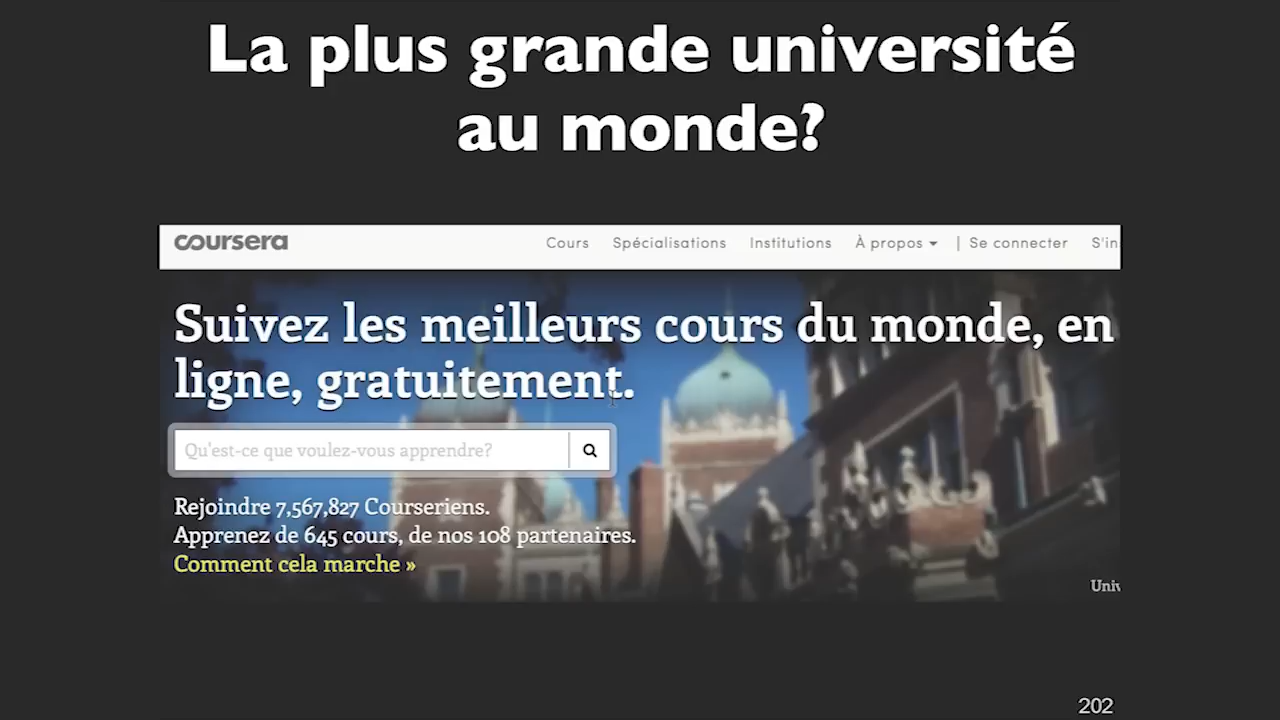 La plus grande université
au monde?
coursera
Cours Spécialisations Institutions À propos | Se connecter S'in
Suivez les meilleurs cours du monde, en
ligne, gratuitement.
Qu'est-ce que voulez-vous apprendre?
Rejoindre 7,567,827 Courseriens.
Apprenez de 645 cours, de nos 108 partenaires.
Comment cela marche »
Univ
202